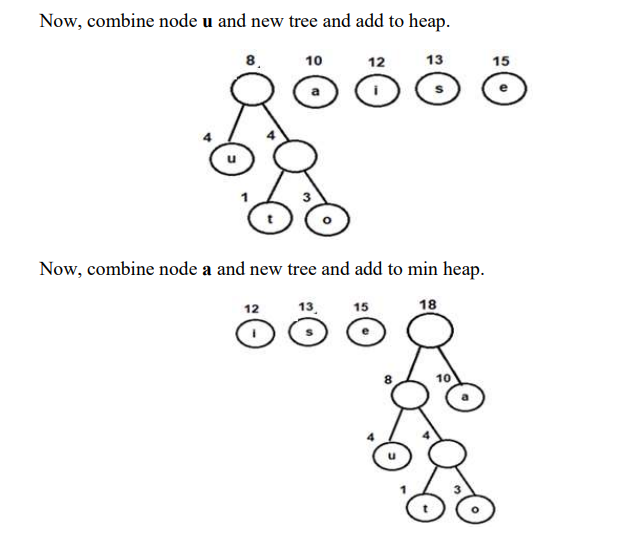 Now, combine node u and new tree and add to heap.
8. 10 12 13 15
a i s e
4 4
u
1 3
t o
Now, combine node a and new tree and add to min heap.
12 13. 15 18
i s e
8 10
a
4 4
u
1 3
t o